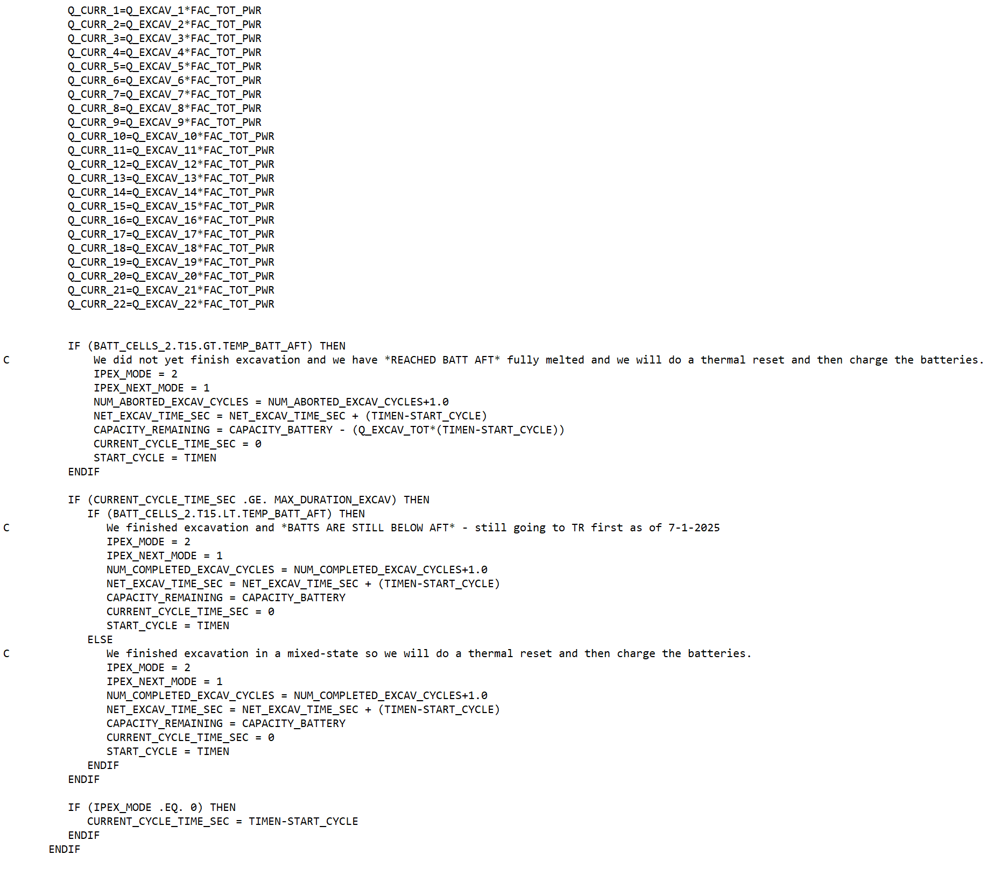 Q_CURR_1=Q_EXCAV_1*FAC_TOT_PWR
Q_CURR_2=Q_EXCAV_2*FAC_TOT_PWR
Q_CURR_3=Q_EXCAV_3*FAC_TOT_PWR
Q_CURR_4=Q_EXCAV_4*FAC_TOT_PWR
Q_CURR_5=Q_EXCAV_5*FAC_TOT_PWR
Q_CURR_6=Q_EXCAV_6*FAC_TOT_PWR
Q_CURR_7=Q_EXCAV_7*FAC_TOT_PWR
Q_CURR_8=Q_EXCAV_8*FAC_TOT_PWR
Q_CURR_9=Q_EXCAV_9*FAC_TOT_PWR
Q_CURR_10=Q_EXCAV_10*FAC_TOT_PWR
Q_CURR_11=Q_EXCAV_11*FAC_TOT_PWR
Q_CURR_12=Q_EXCAV_12*FAC_TOT_PWR
Q_CURR_13=Q_EXCAV_13*FAC_TOT_PWR
Q_CURR_14=Q_EXCAV_14*FAC_TOT_PWR
Q_CURR_15=Q_EXCAV_15*FAC_TOT_PWR
Q_CURR_16=Q_EXCAV_16*FAC_TOT_PWR
Q_CURR_17=Q_EXCAV_17*FAC_TOT_PWR
Q_CURR_18=Q_EXCAV_18*FAC_TOT_PWR
Q_CURR_19=Q_EXCAV_19*FAC_TOT_PWR
Q_CURR_20=Q_EXCAV_20*FAC_TOT_PWR
Q_CURR_21=Q_EXCAV_21*FAC_TOT_PWR
Q_CURR_22=Q_EXCAV_22*FAC_TOT_PWR
IF (BATT_CELLS_2.T15.GT.TEMP_BATT_AFT) THEN
C We did not yet finish excavation and we have *REACHED BATT AFT* fully melted and we will do a thermal reset and then charge the batteries.
IPEX_MODE = 2
IPEX_NEXT_MODE = 1
NUM_ABORTED_EXCAV_CYCLES = NUM_ABORTED_EXCAV_CYCLES+1.0
NET_EXCAV_TIME_SEC = NET_EXCAV_TIME_SEC + (TIMEN-START_CYCLE)
CAPACITY_REMAINING = CAPACITY_BATTERY - (Q_EXCAV_TOT*(TIMEN-START_CYCLE))
CURRENT_CYCLE_TIME_SEC = 0
START_CYCLE = TIMEN
ENDIF
IF (CURRENT_CYCLE_TIME_SEC .GE. MAX_DURATION_EXCAV) THEN
IF (BATT_CELLS_2.T15.LT.TEMP_BATT_AFT) THEN
C We finished excavation and *BATTS ARE STILL BELOW AFT* - still going to TR first as of 7-1-2025
IPEX_MODE = 2
IPEX_NEXT_MODE = 1
NUM_COMPLETED_EXCAV_CYCLES = NUM_COMPLETED_EXCAV_CYCLES+1.0
NET_EXCAV_TIME_SEC = NET_EXCAV_TIME_SEC + (TIMEN-START_CYCLE)
CAPACITY_REMAINING = CAPACITY_BATTERY
CURRENT_CYCLE_TIME_SEC = 0
START_CYCLE = TIMEN
ELSE
C We finished excavation in a mixed-state so we will do a thermal reset and then charge the batteries.
IPEX_MODE = 2
IPEX_NEXT_MODE = 1
NUM_COMPLETED_EXCAV_CYCLES = NUM_COMPLETED_EXCAV_CYCLES+1.0
NET_EXCAV_TIME_SEC = NET_EXCAV_TIME_SEC + (TIMEN-START_CYCLE)
CAPACITY_REMAINING = CAPACITY_BATTERY
CURRENT_CYCLE_TIME_SEC = 0
START_CYCLE = TIMEN
ENDIF
ENDIF
IF (IPEX_MODE .EQ. 0) THEN
CURRENT_CYCLE_TIME_SEC = TIMEN-START_CYCLE
ENDIF
ENDIF